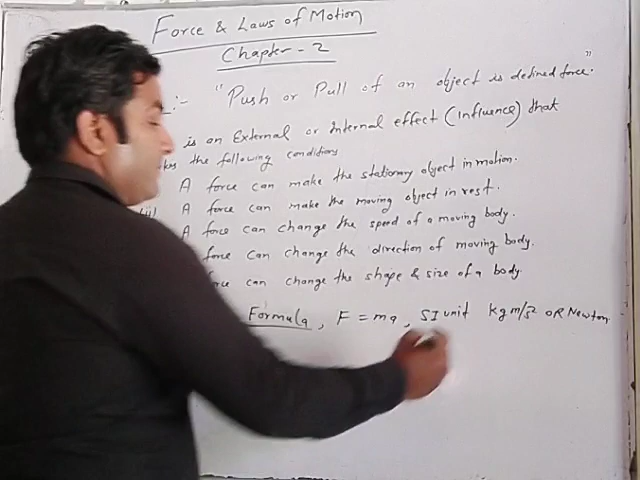 Force & Laws of Motion
Chapter - 2
:- "Push or Pull of an object is defined force."
is an External or Internal effect (influence) that
the following conditions
A force can make the stationary object in motion.
A force can make the moving object in rest.
A force can change the speed of a moving body.
force can change the direction of moving body.
can change the shape & size of a body
Formula, F = ma, SI unit kg m/s² OR Newton